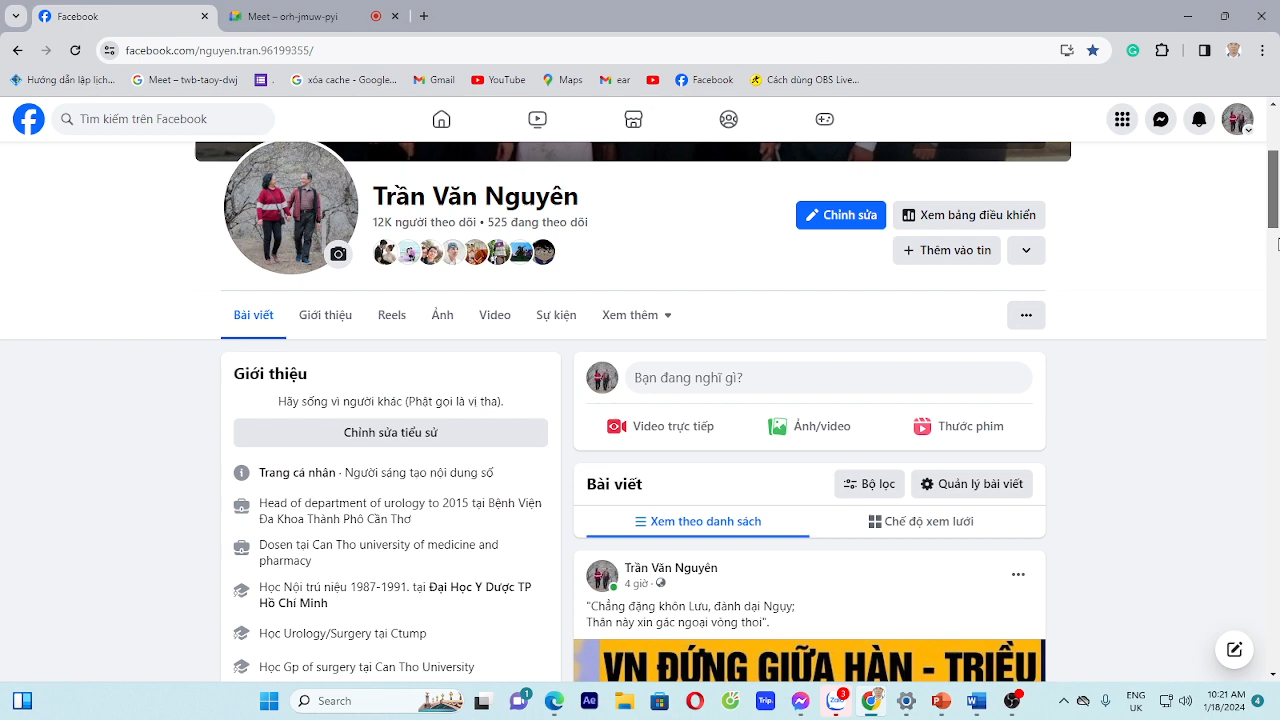 Facebook
Meet – czh-jmuw-pyi
facebook.com/nguyen.tran.96199355/
Hướng dẫn lập lịch...
Meet – twb-taoy-dwj
xóa cache - Google...
Gmail
YouTube
Maps
ear
Facebook
Cách dùng OBS Live...
Tìm kiếm trên Facebook
Trần Văn Nguyên
12K người theo dõi • 525 đang theo dõi
Chỉnh sửa
Xem bảng điều khiển
+ Thêm vào tin
Bài viết
Giới thiệu
Reels
Ảnh
Video
Sự kiện
Xem thêm
Giới thiệu
Hãy sống vì người khác (Phật gọi là vị tha).
Chỉnh sửa tiểu sử
Trang cá nhân · Người sáng tạo nội dung số
Head of department of urology to 2015 tại Bệnh Viện
Đa Khoa Thành Phố Cần Thơ
Dosen tại Can Tho university of medicine and
pharmacy
Học Nội trú niệu 1987-1991. tại Đại Học Y Dược TP
Hồ Chí Minh
Học Urology/Surgery tại Ctump
Học Gp of surgery tại Can Tho University
Bạn đang nghĩ gì?
Video trực tiếp
Ảnh/video
Thước phim
Bài viết
Bộ lọc
Quản lý bài viết
Xem theo danh sách
Chế độ xem lưới
Trần Văn Nguyên
4 giờ ·
"Chẳng đặng khôn Lưu, đành dại Ngụy;
Thân này xin gác ngoại vòng thoi".
VN ĐỨNG GIỮA HÀN - TRIỀU
Search
1
Ae
Trip
Zalo
3
ENG
UK
10:21 AM
1/18/2024
4